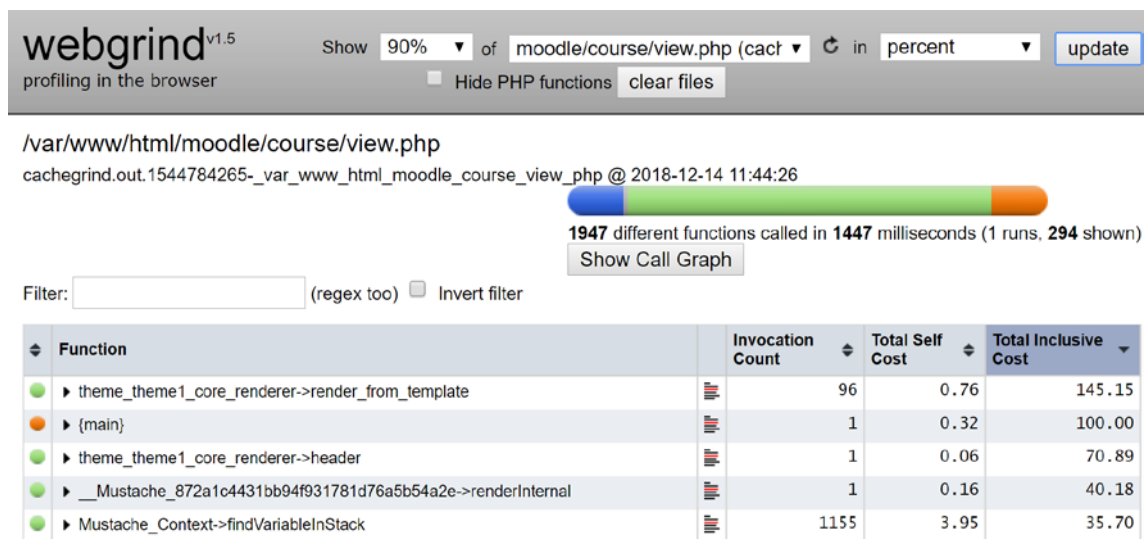 webgrind v1.5
profiling in the browser
Show 90% of moodle/course/view.php (cach in percent update
Hide PHP functions clear files
/var/www/html/moodle/course/view.php
cachegrind.out.1544784265-_var_www_html_moodle_course_view_php @ 2018-12-14 11:44:26
1947 different functions called in 1447 milliseconds (1 runs, 294 shown)
Show Call Graph
Filter: (regex too) Invert filter
Function Invocation Count Total Self Cost Total Inclusive Cost
theme_theme1_core_renderer->render_from_template 96 0.76 145.15
{main} 1 0.32 100.00
theme_theme1_core_renderer->header 1 0.06 70.89
__Mustache_872a1c4431bb94f931781d76a5b54a2e->renderInternal 1 0.16 40.18
Mustache_Context->findVariableInStack 1155 3.95 35.70